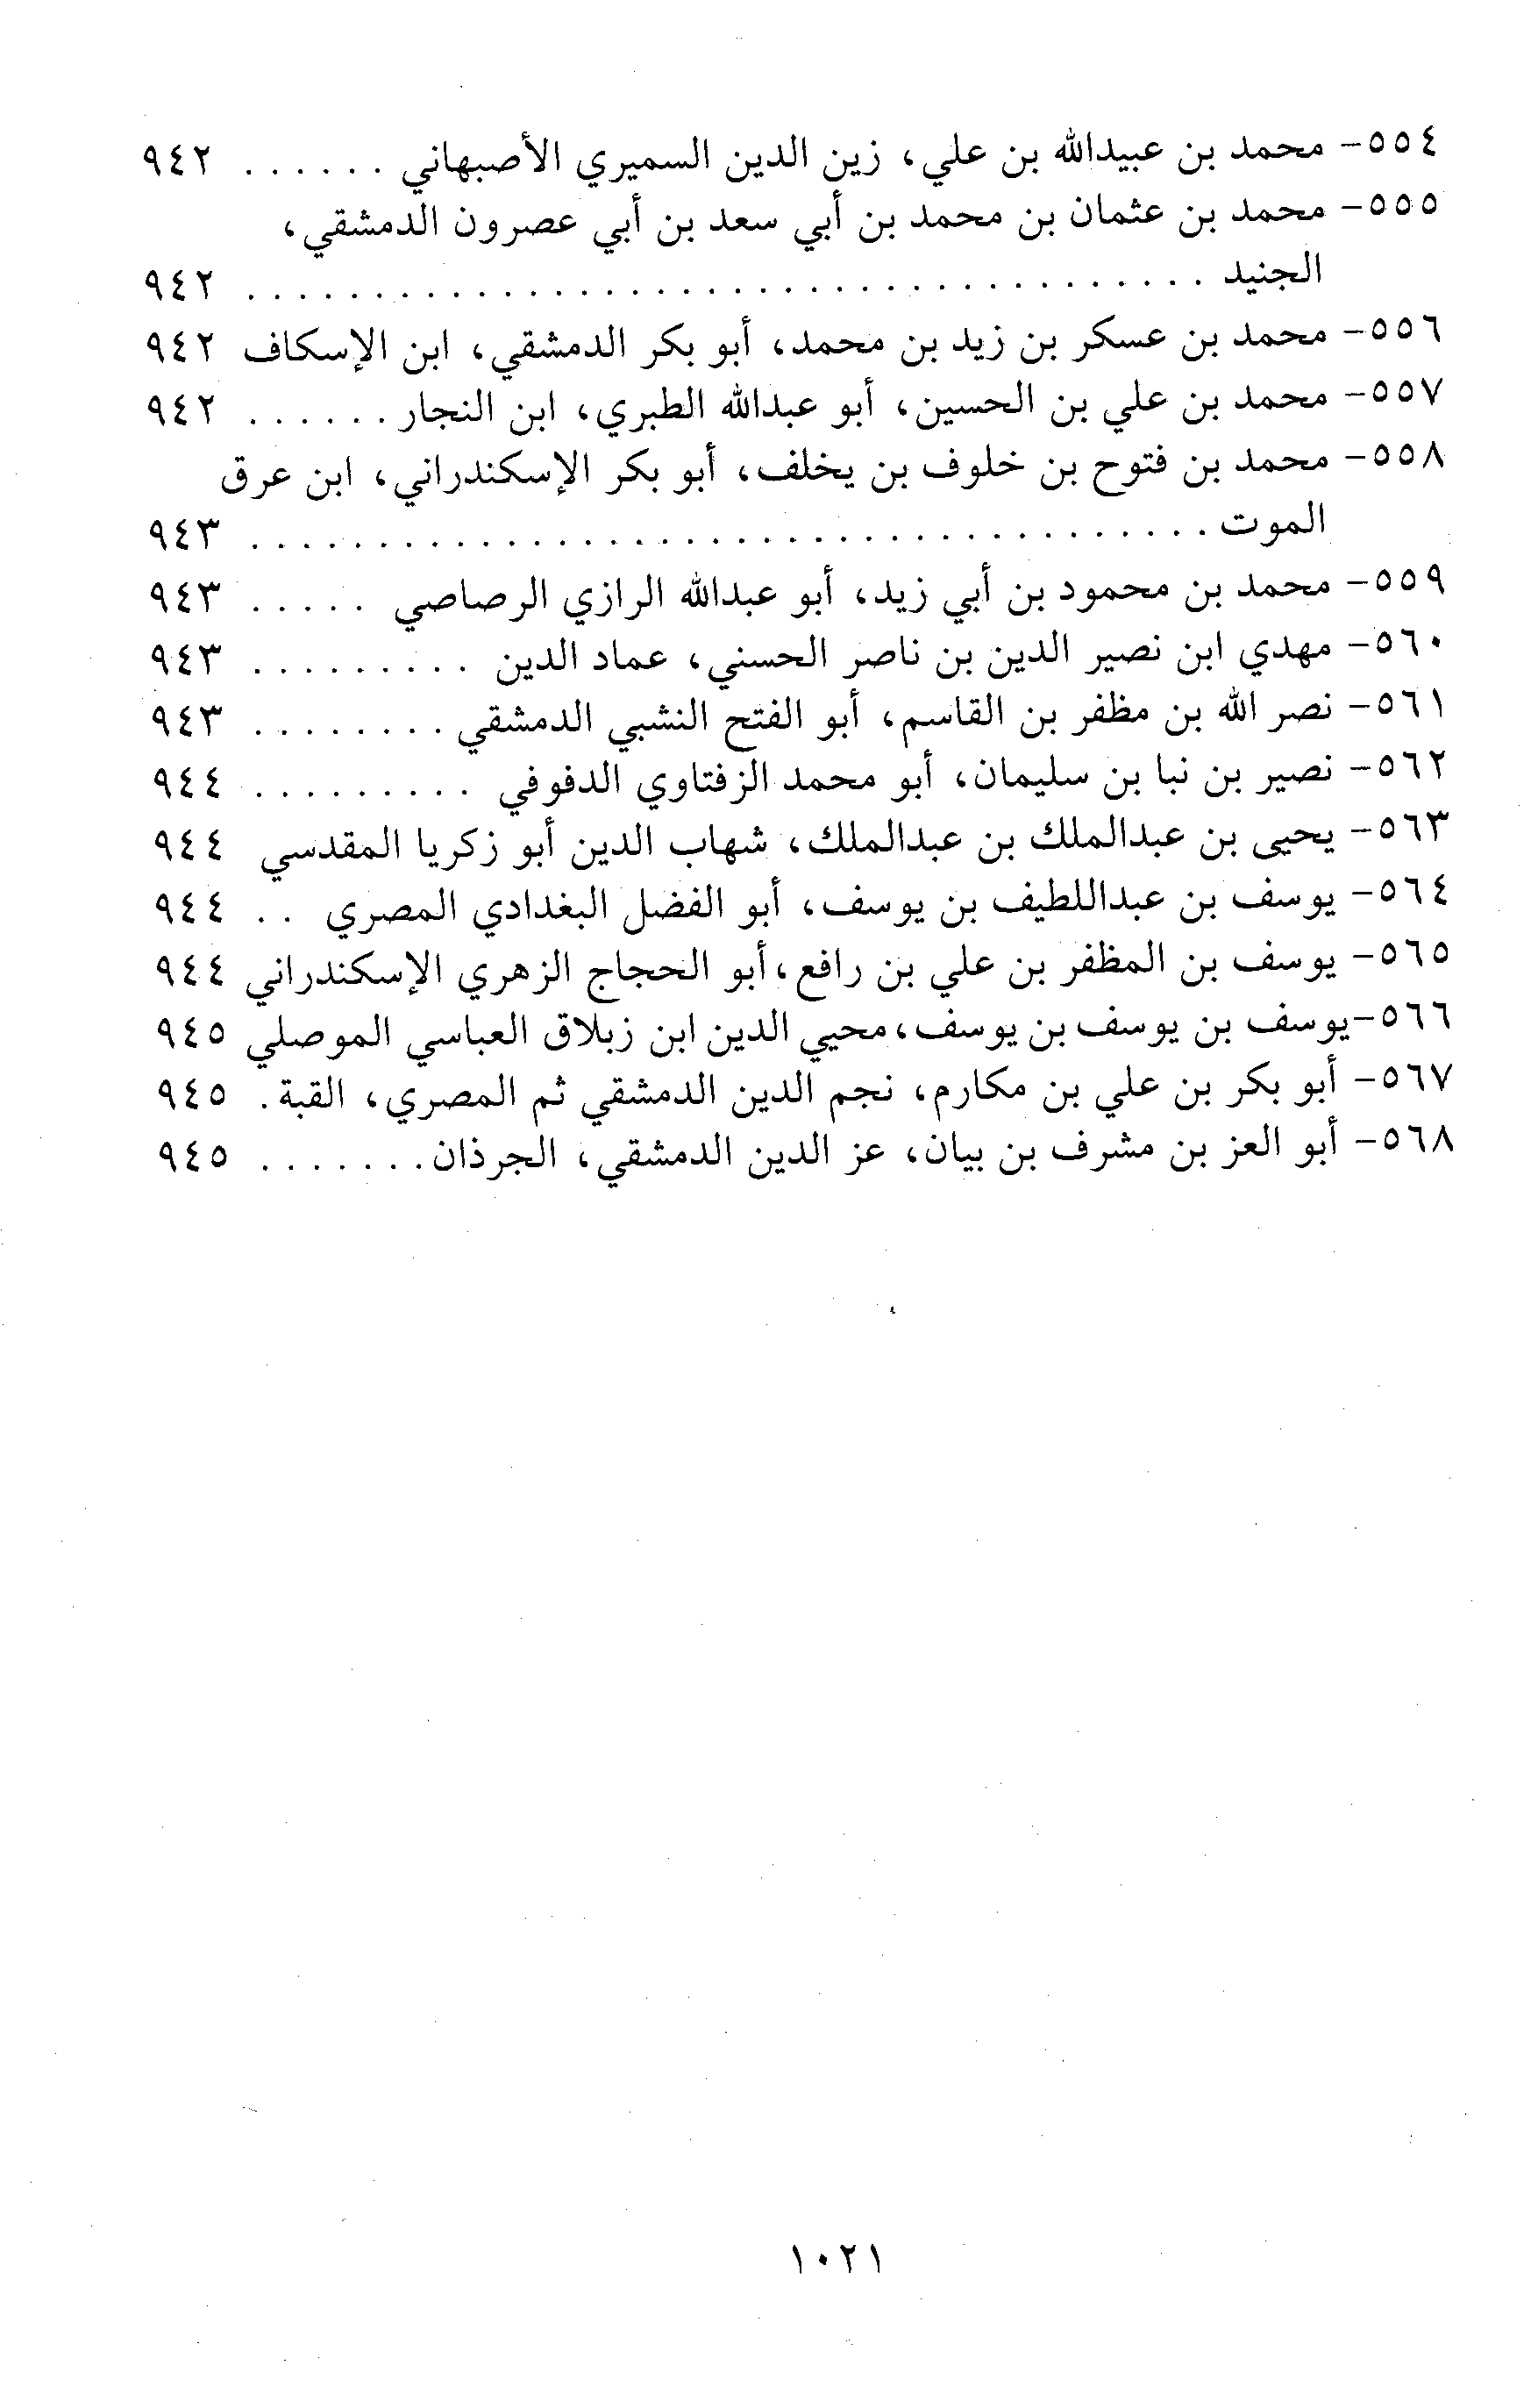 ٥٥٤- محمد بن عبيدالله بن علي، زين الدين السميري الأصبهاني . . . . . . ٩٤٢
٥٥٥- محمد بن عثمان بن محمد بن أبي سعد بن أبي عصرون الدمشقي،
الجنيد . . . . . . . . . . . . . . . . . . . . . . . . . . . . . . . . . . . . . . ٩٤٢
٥٥٦- محمد بن عسكر بن زيد بن محمد، أبو بكر الدمشقي، ابن الإسكاف ٩٤٢
٥٥٧- محمد بن علي بن الحسين، أبو عبدالله الطبري، ابن النجار . . . . . . ٩٤٢
٥٥٨- محمد بن فتوح بن خلوف بن يخلف، أبو بكر الإسكندراني، ابن عرق
الموت . . . . . . . . . . . . . . . . . . . . . . . . . . . . . . . . . . . . . . ٩٤٣
٥٥٩- محمد بن محمود بن أبي زيد، أبو عبدالله الرازي الرصاصي . . . . . ٩٤٣
٥٦٠- مهدي ابن نصير الدين بن ناصر الحسني، عماد الدين . . . . . . . . . ٩٤٣
٥٦١- نصر الله بن مظفر بن القاسم، أبو الفتح النشبي الدمشقي . . . . . . . . ٩٤٣
٥٦٢- نصير بن نبا بن سليمان، أبو محمد الزفتاوي الدفوفي . . . . . . . . . ٩٤٤
٥٦٣- يحيى بن عبدالملك بن عبدالملك، شهاب الدين أبو زكريا المقدسي ٩٤٤
٥٦٤- يوسف بن عبداللطيف بن يوسف، أبو الفضل البغدادي المصري . . ٩٤٤
٥٦٥- يوسف بن المظفر بن علي بن رافع، أبو الحجاج الزهري الإسكندراني ٩٤٤
٥٦٦- يوسف بن يوسف بن يوسف، محيي الدين ابن زبلاق العباسي الموصلي ٩٤٥
٥٦٧- أبو بكر بن علي بن مكارم، نجم الدين الدمشقي ثم المصري، القبة . ٩٤٥
٥٦٨- أبو العز بن مشرف بن بيان، عز الدين الدمشقي، الجرذان . . . . . . . ٩٤٥
١٠٢١